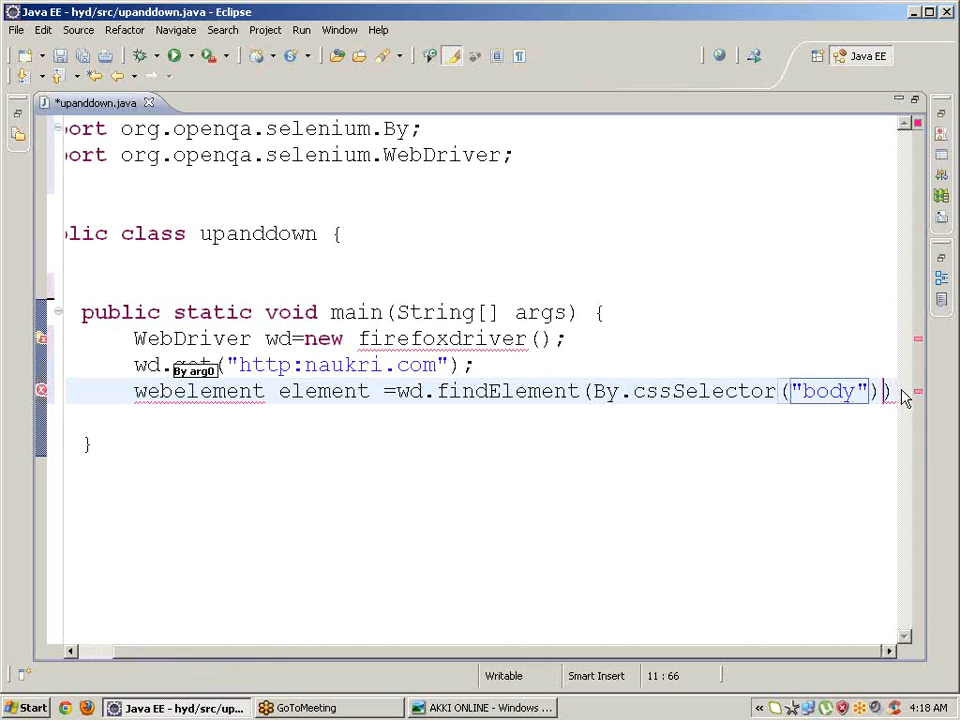 Java EE - hyd/src/upanddown.java - Eclipse
File Edit Source Refactor Navigate Search Project Run Window Help
Java EE
*upanddown.java
port org.openqa.selenium.By;
port org.openqa.selenium.WebDriver;
lic class upanddown {
public static void main(String[] args) {
WebDriver wd=new firefoxdriver();
wd.get("http:naukri.com");
By arg0
webelement element =wd.findElement(By.cssSelector("body"))
}
Writable Smart Insert 11 : 66
Start Java EE - hyd/src/up... GoToMeeting AKKI ONLINE - Windows ... « 4:18 AM